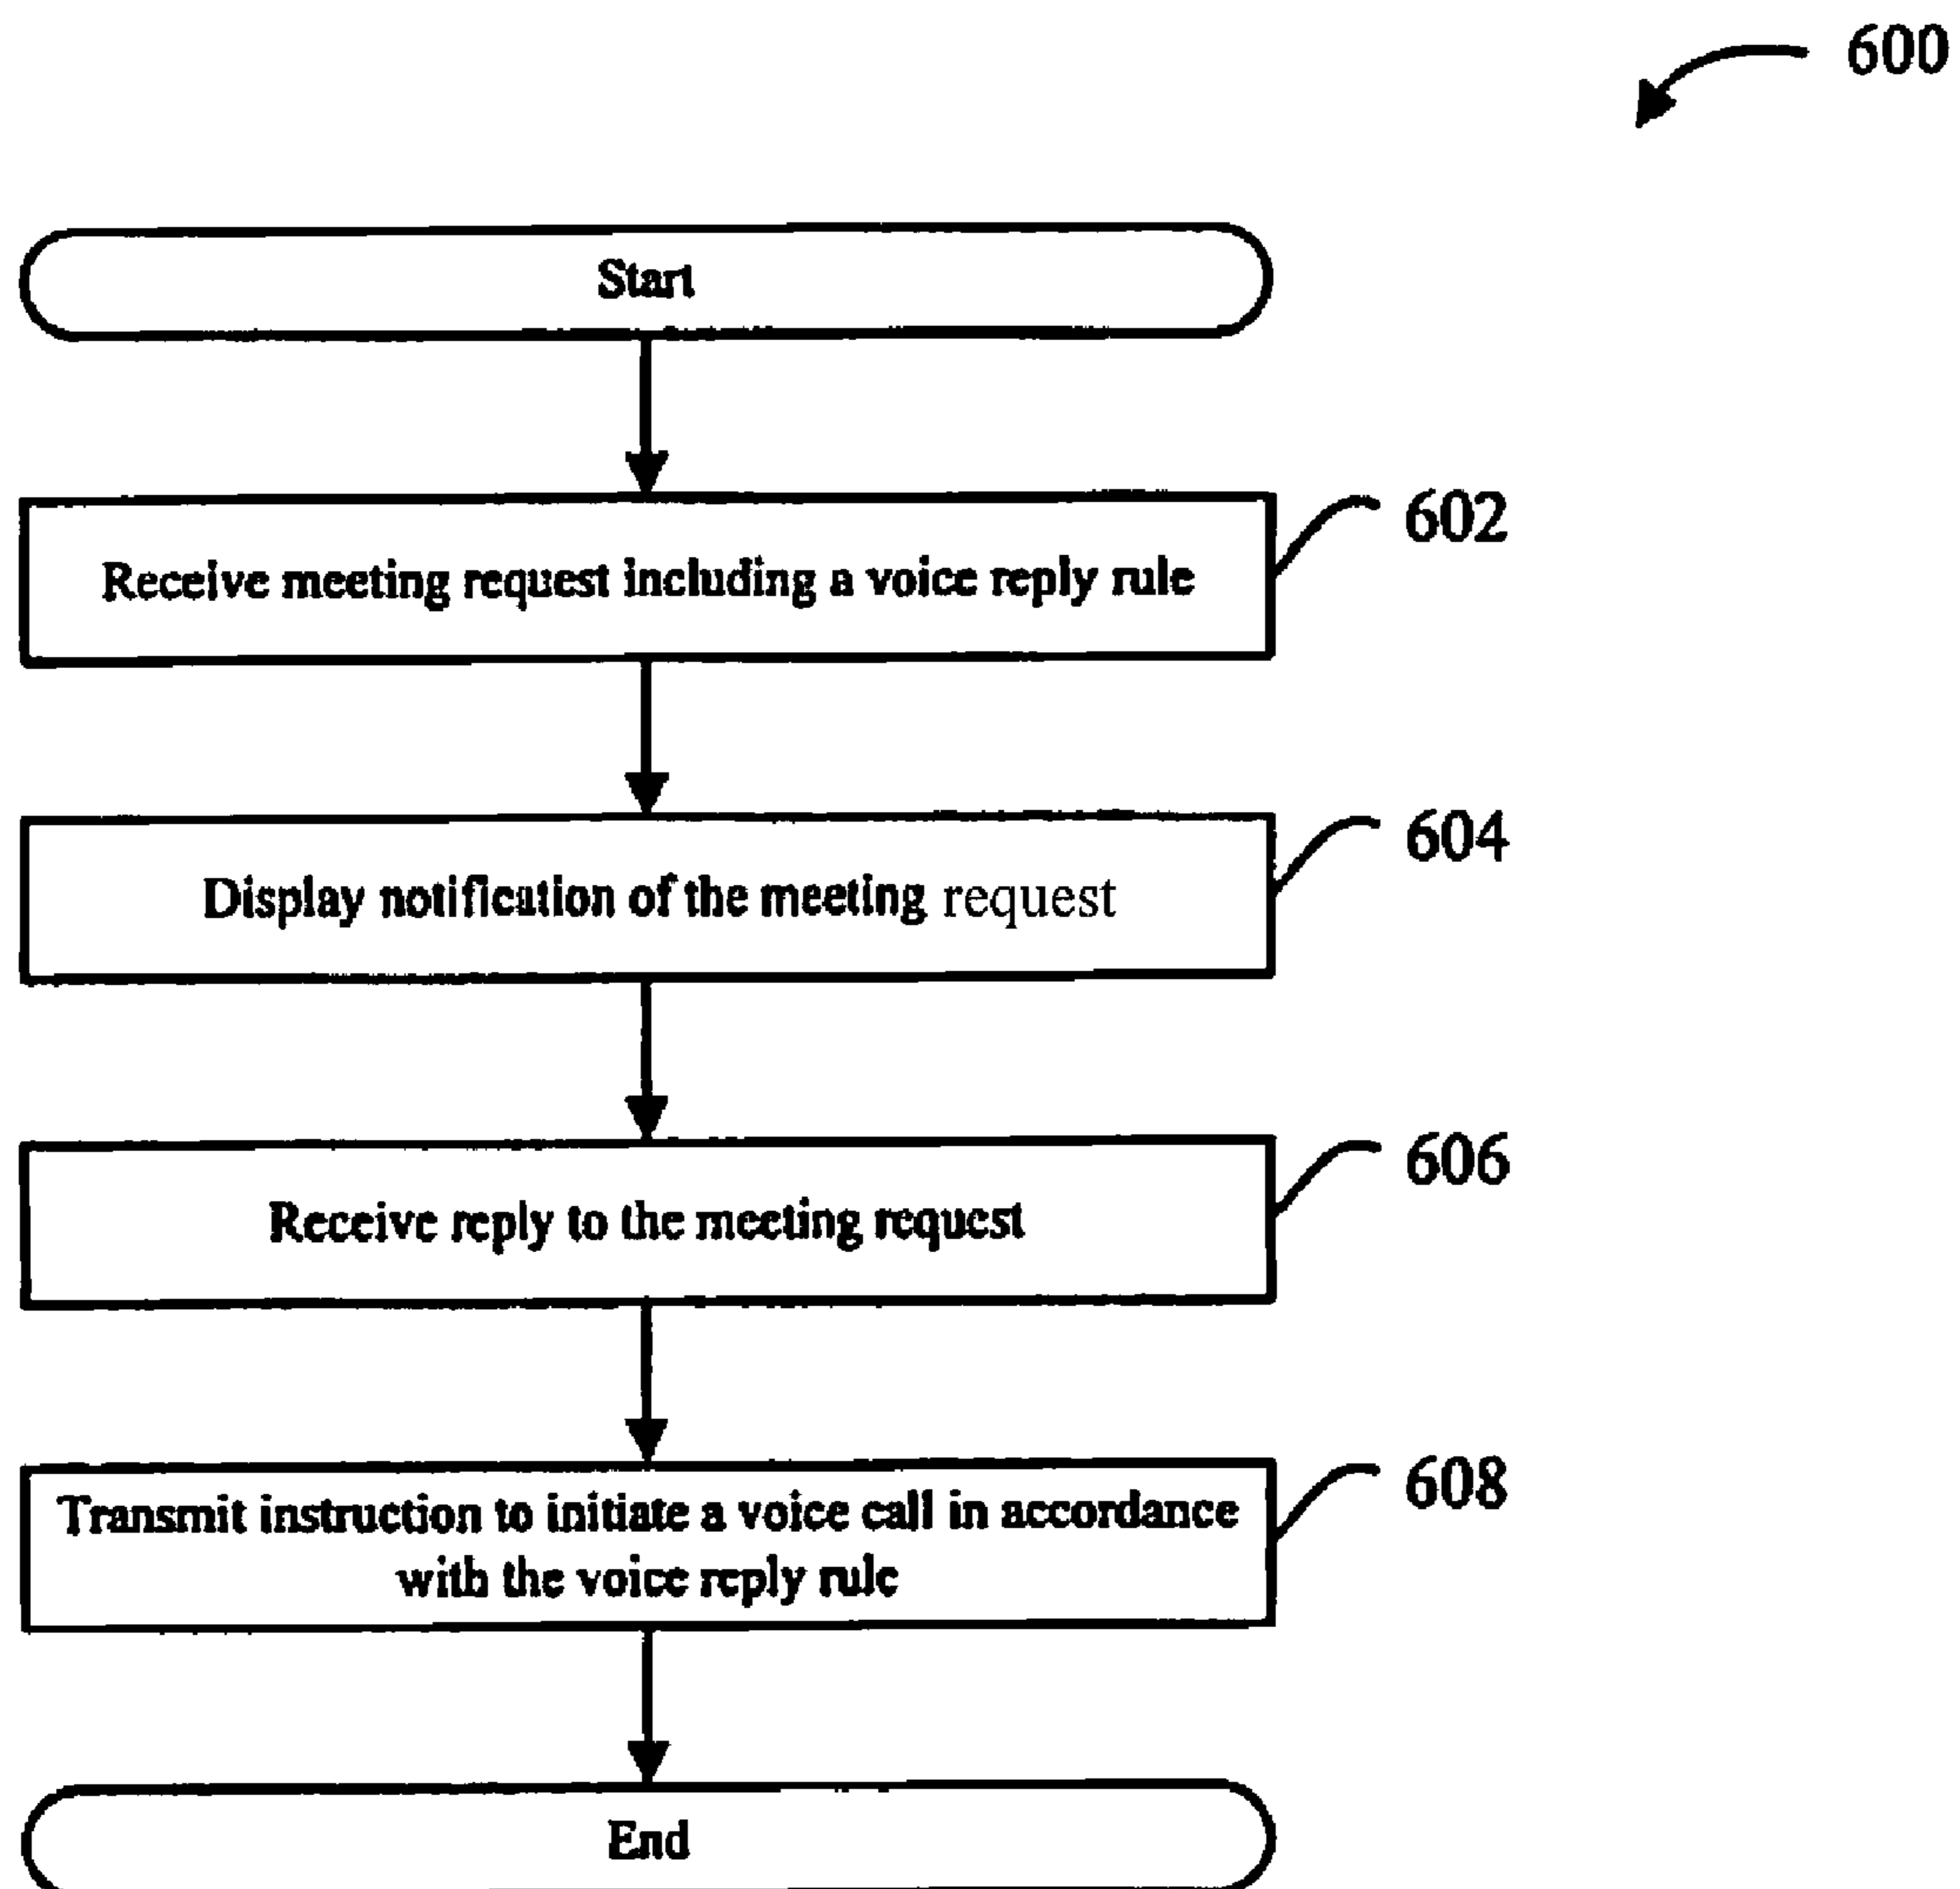 600
Start
Receive meeting request including a voice reply rule
602
Display notification of the meeting request
604
Receive reply to the meeting request
606
Transmit instruction to initiate a voice call in accordance
with the voice reply rule
608
End